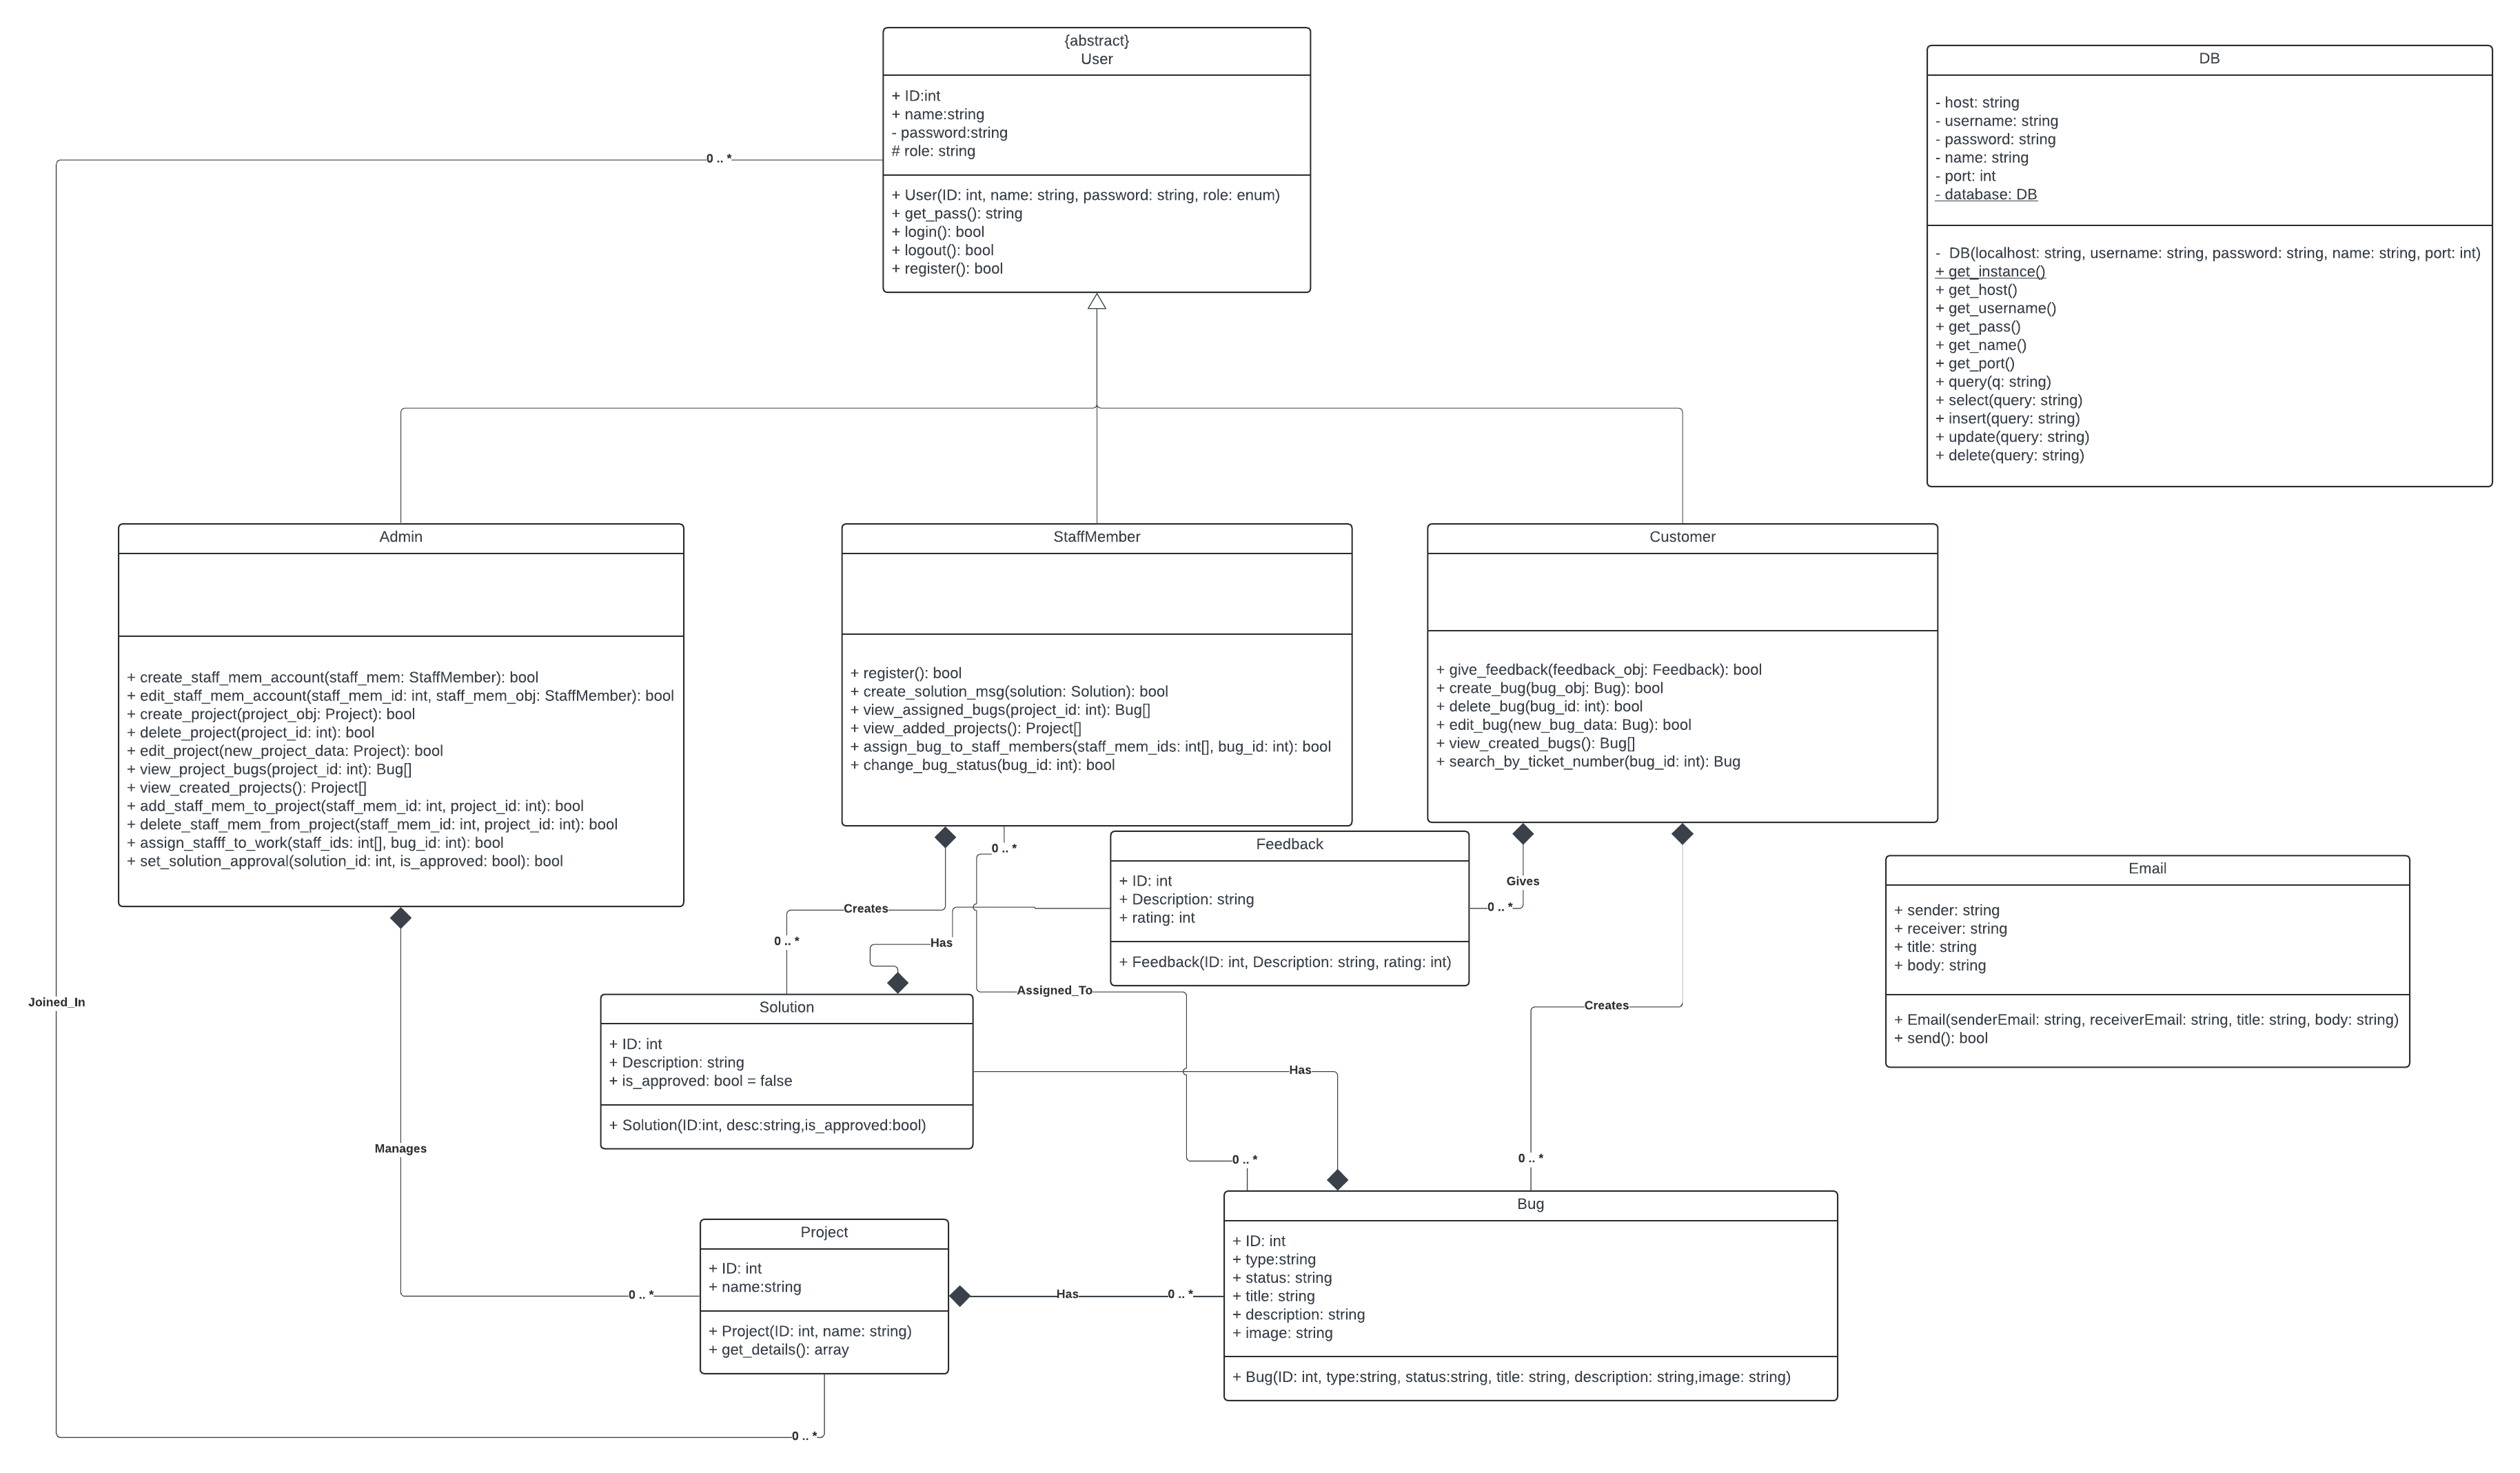 {abstract}
User
+ ID:int
+ name:string
- password:string
# role: string
+ User(ID: int, name: string, password: string, role: enum)
+ get_pass(): string
+ login(): bool
+ logout(): bool
+ register(): bool
DB
- host: string
- username: string
- password: string
- name: string
- port: int
- database: DB
-  DB(localhost: string, username: string, password: string, name: string, port: int)
+ get_instance()
+ get_host()
+ get_username()
+ get_pass()
+ get_name()
+ get_port()
+ query(q: string)
+ select(query: string)
+ insert(query: string)
+ update(query: string)
+ delete(query: string)
0 .. *
Admin
+ create_staff_mem_account(staff_mem: StaffMember): bool
+ edit_staff_mem_account(staff_mem_id: int, staff_mem_obj: StaffMember): bool
+ create_project(project_obj: Project): bool
+ delete_project(project_id: int): bool
+ edit_project(new_project_data: Project): bool
+ view_project_bugs(project_id: int): Bug[]
+ view_created_projects(): Project[]
+ add_staff_mem_to_project(staff_mem_id: int, project_id: int): bool
+ delete_staff_mem_from_project(staff_mem_id: int, project_id: int): bool
+ assign_stafff_to_work(staff_ids: int[], bug_id: int): bool
+ set_solution_approval(solution_id: int, is_approved: bool): bool
StaffMember
+ register(): bool
+ create_solution_msg(solution: Solution): bool
+ view_assigned_bugs(project_id: int): Bug[]
+ view_added_projects(): Project[]
+ assign_bug_to_staff_members(staff_mem_ids: int[], bug_id: int): bool
+ change_bug_status(bug_id: int): bool
Customer
+ give_feedback(feedback_obj: Feedback): bool
+ create_bug(bug_obj: Bug): bool
+ delete_bug(bug_id: int): bool
+ edit_bug(new_bug_data: Bug): bool
+ view_created_bugs(): Bug[]
+ search_by_ticket_number(bug_id: int): Bug
0 .. *
Feedback
+ ID: int
+ Description: string
+ rating: int
+ Feedback(ID: int, Description: string, rating: int)
Gives
0 .. *
Email
+ sender: string
+ receiver: string
+ title: string
+ body: string
+ Email(senderEmail: string, receiverEmail: string, title: string, body: string)
+ send(): bool
Creates
0 .. *
Has
Joined_In
Assigned_To
Creates
Solution
+ ID: int
+ Description: string
+ is_approved: bool = false
+ Solution(ID:int, desc:string,is_approved:bool)
Has
Manages
0 .. *
0 .. *
Project
+ ID: int
+ name:string
+ Project(ID: int, name: string)
+ get_details(): array
0 .. *
Has
0 .. *
Bug
+ ID: int
+ type:string
+ status: string
+ title: string
+ description: string
+ image: string
+ Bug(ID: int, type:string, status:string, title: string, description: string,image: string)
0 .. *